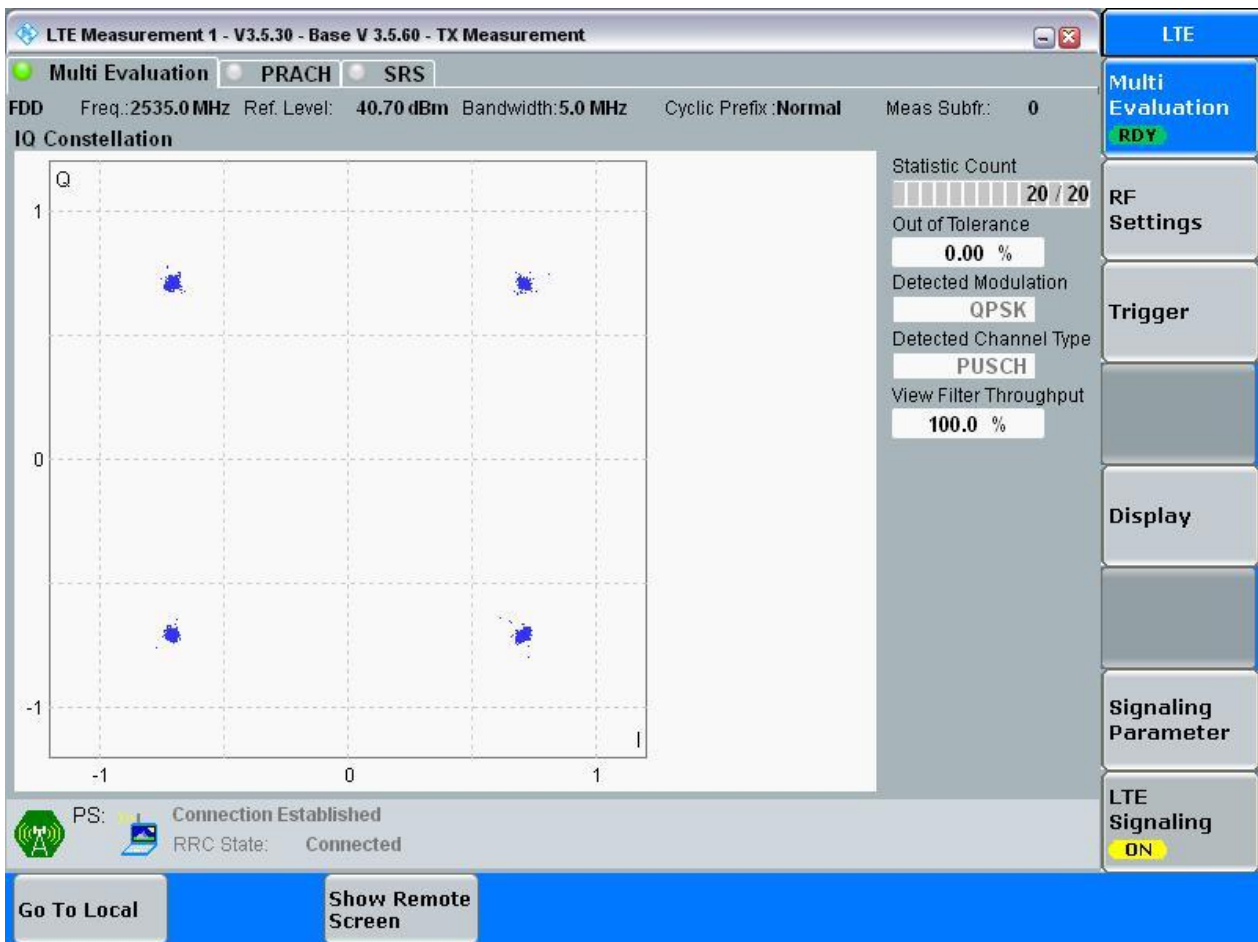 LTE Measurement 1 - V3.5.30 - Base V 3.5.60 - TX Measurement
Multi Evaluation PRACH SRS
FDD Freq.:2535.0 MHz Ref. Level: 40.70 dBm Bandwidth:5.0 MHz Cyclic Prefix :Normal Meas Subfr.: 0
IQ Constellation
Q
1
0
-1
I
-1 0 1
Statistic Count
20 / 20
Out of Tolerance
0.00 %
Detected Modulation
QPSK
Detected Channel Type
PUSCH
View Filter Throughput
100.0 %
PS: Connection Established
RRC State: Connected
LTE
Multi
Evaluation
RDY
RF
Settings
Trigger
Display
Signaling
Parameter
LTE
Signaling
ON
Go To Local
Show Remote
Screen